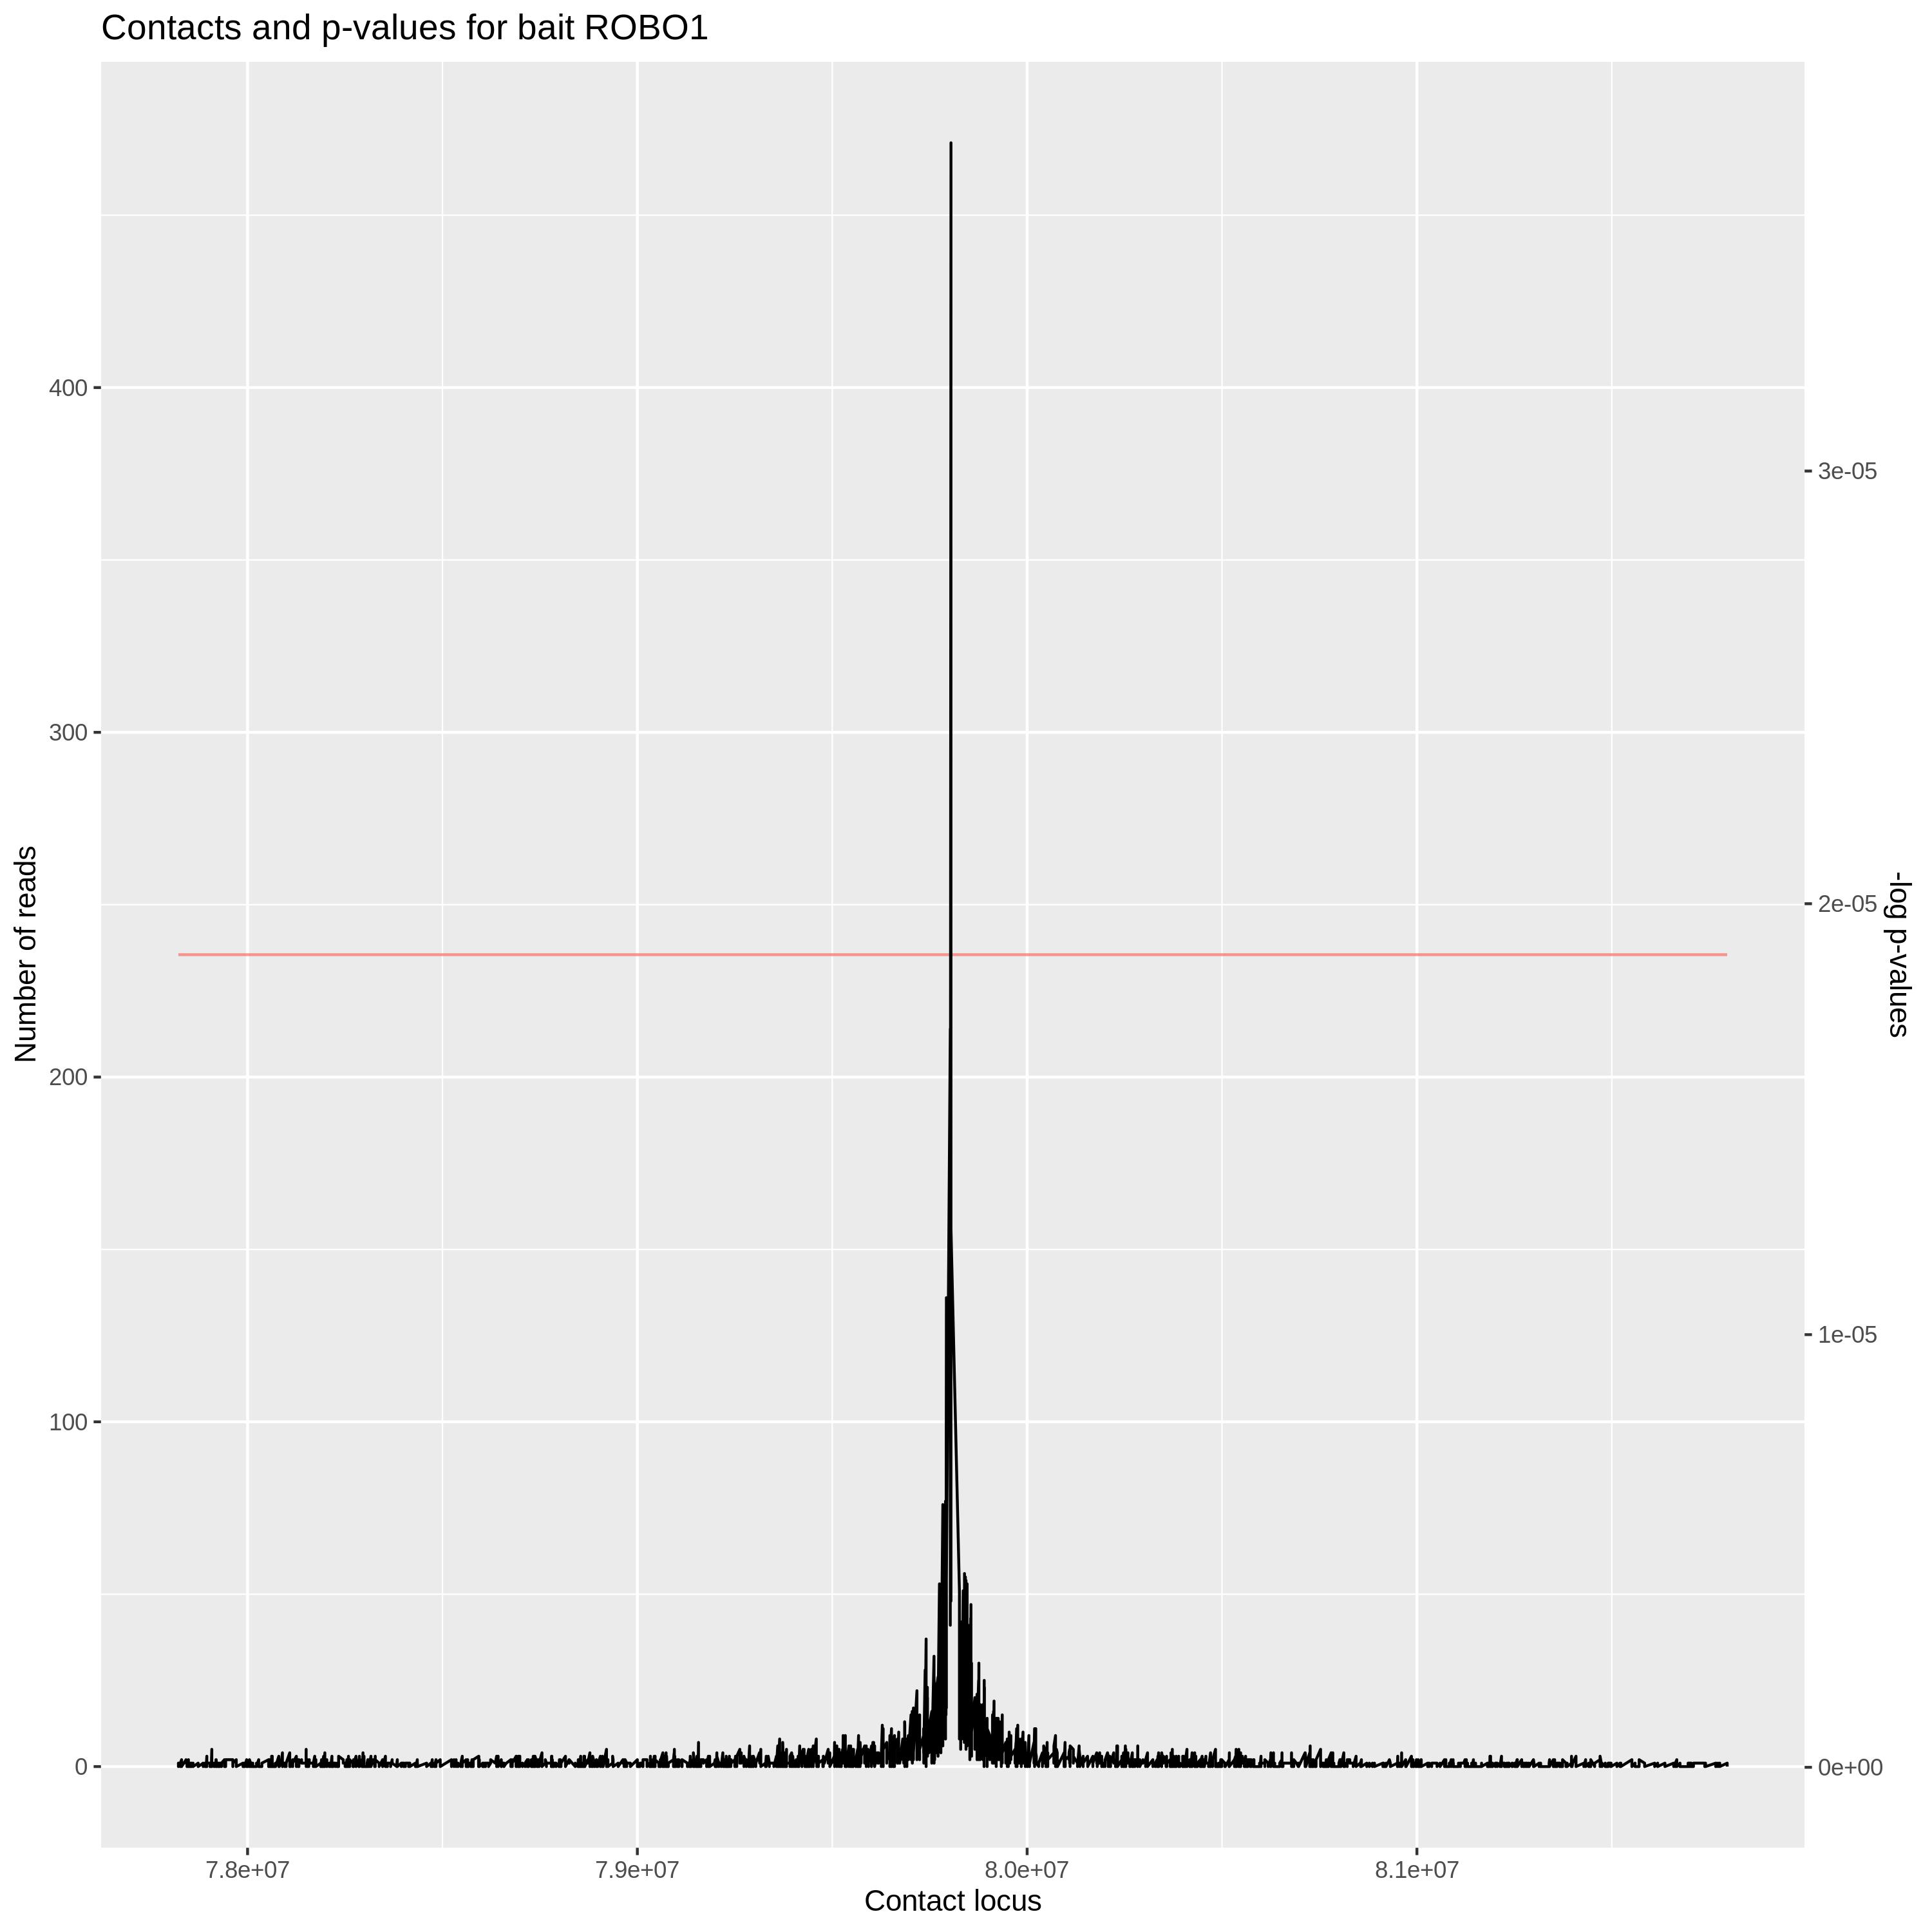 Contacts and p-values for bait ROBO1
Number of reads
400
300
200
100
0
3e-05
2e-05
1e-05
0e+00
-log p-values
7.8e+07
7.9e+07
8.0e+07
8.1e+07
Contact locus